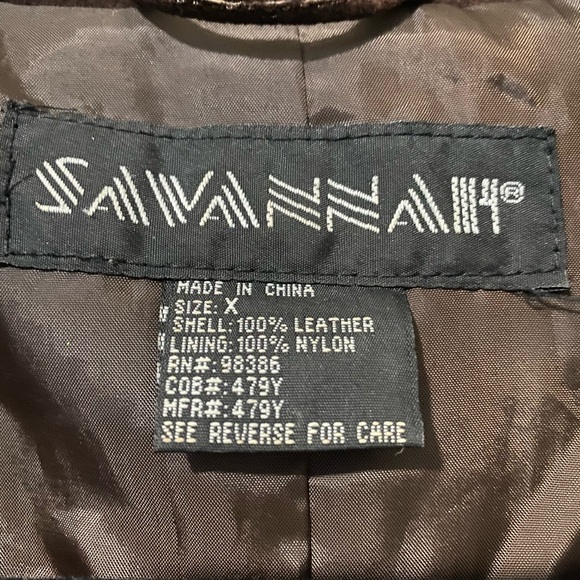 SAVANNAH®
MADE IN CHINA
SIZE: X
SHELL: 100% LEATHER
LINING: 100% NYLON
RN#: 98386
COB#: 479Y
MFR#: 479Y
SEE REVERSE FOR CARE